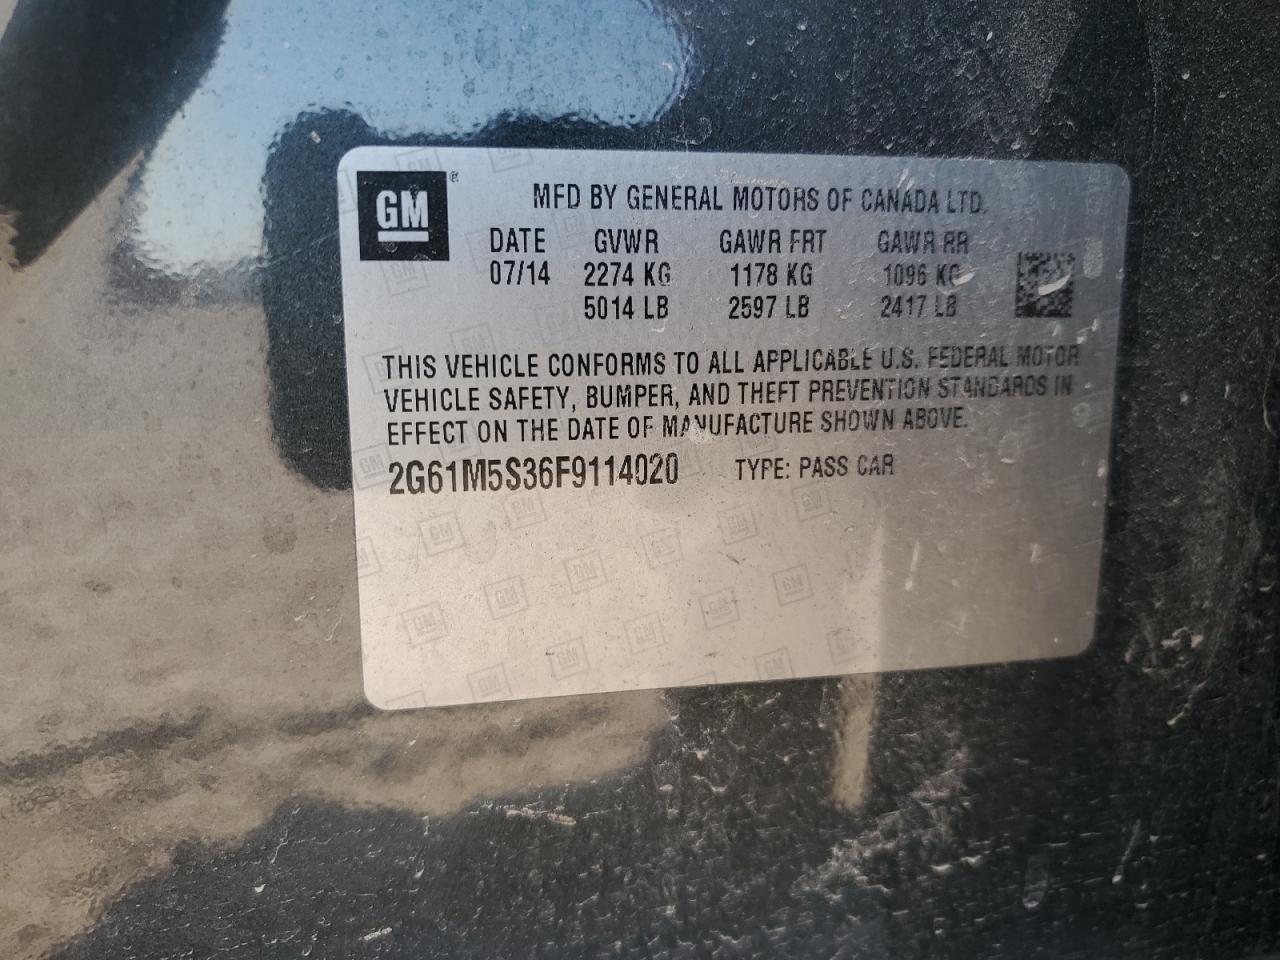 GM®
MFD BY GENERAL MOTORS OF CANADA LTD.
DATE GVWR GAWR FRT GAWR RR
07/14 2274 KG 1178 KG 1096 KG
5014 LB 2597 LB 2417 LB
THIS VEHICLE CONFORMS TO ALL APPLICABLE U.S. FEDERAL MOTOR
VEHICLE SAFETY, BUMPER, AND THEFT PREVENTION STANDARDS IN
EFFECT ON THE DATE OF MANUFACTURE SHOWN ABOVE.
2G61M5S36F9114020 TYPE: PASS CAR